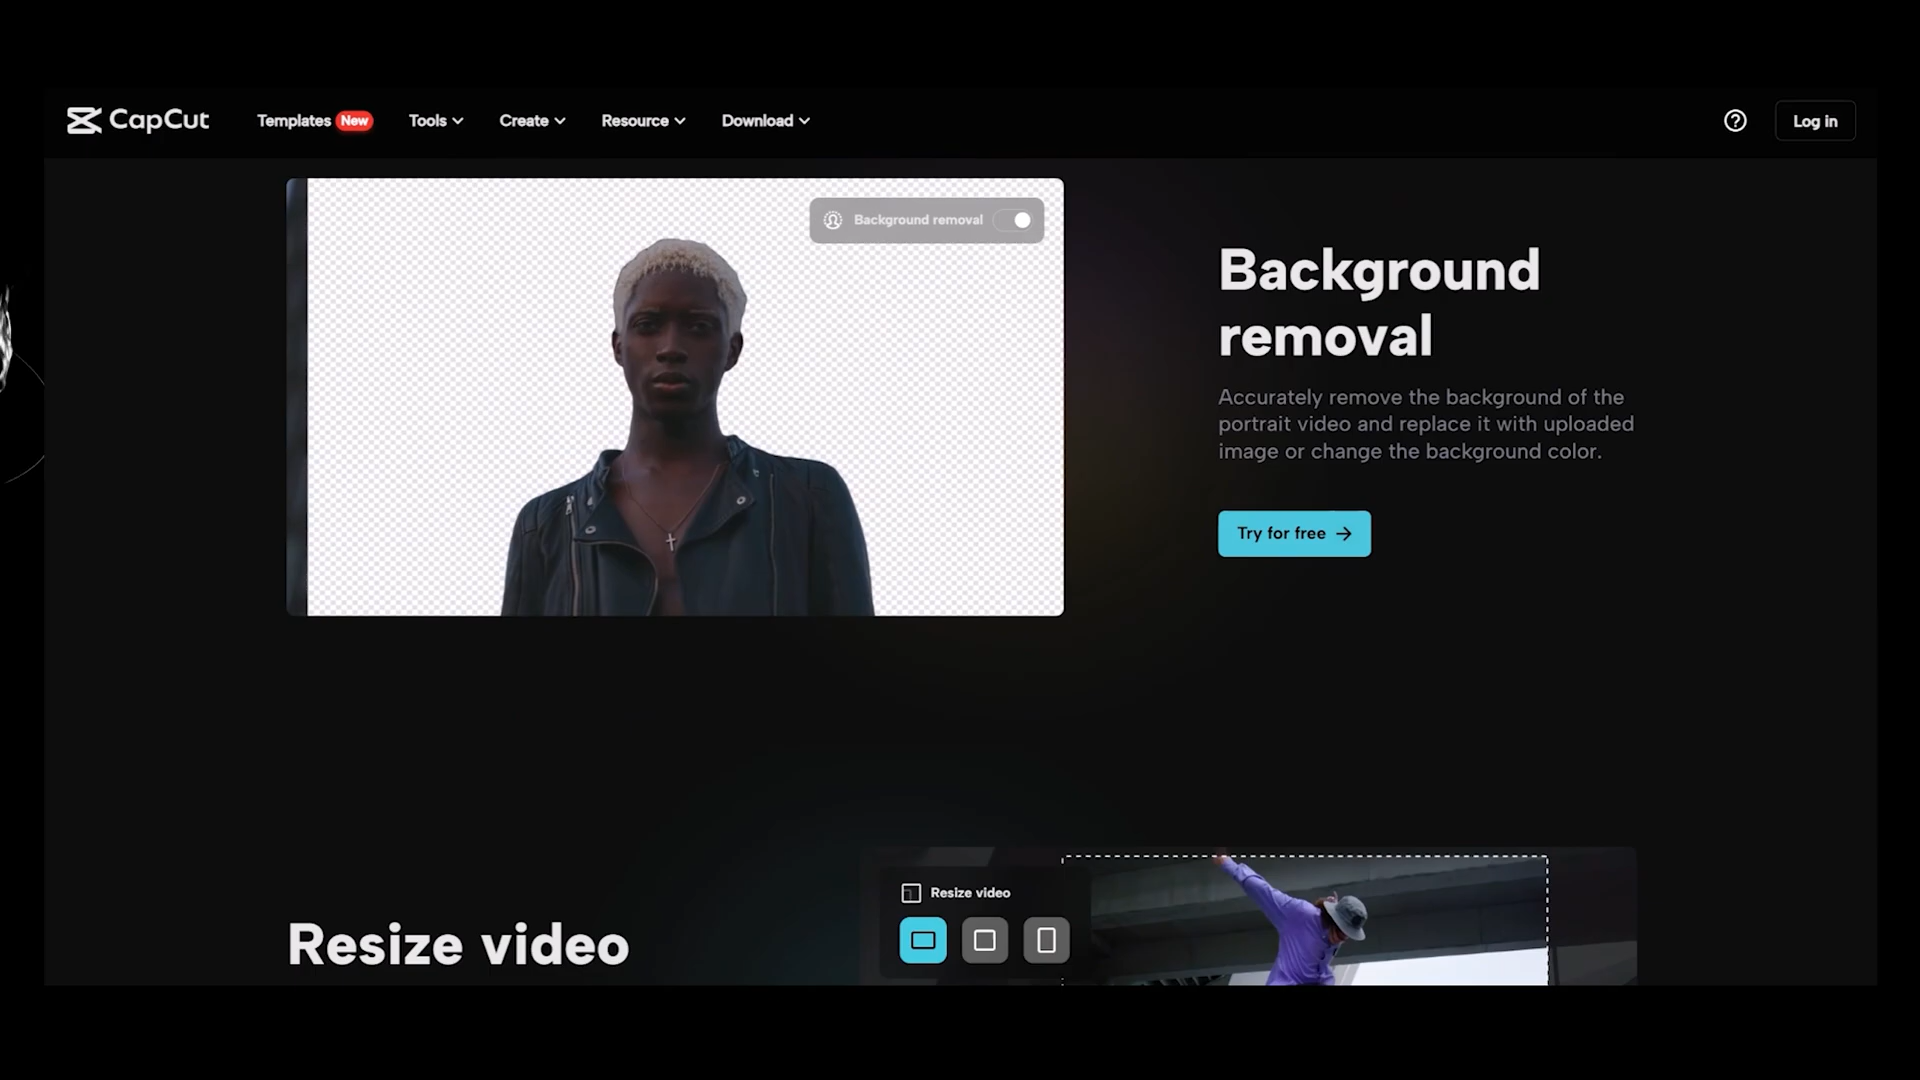 CapCut
Templates New
Tools
Create
Resource
Download
Log in
Background removal
Background
removal
Accurately remove the background of the
portrait video and replace it with uploaded
image or change the background color.
Try for free
Resize video
Resize video